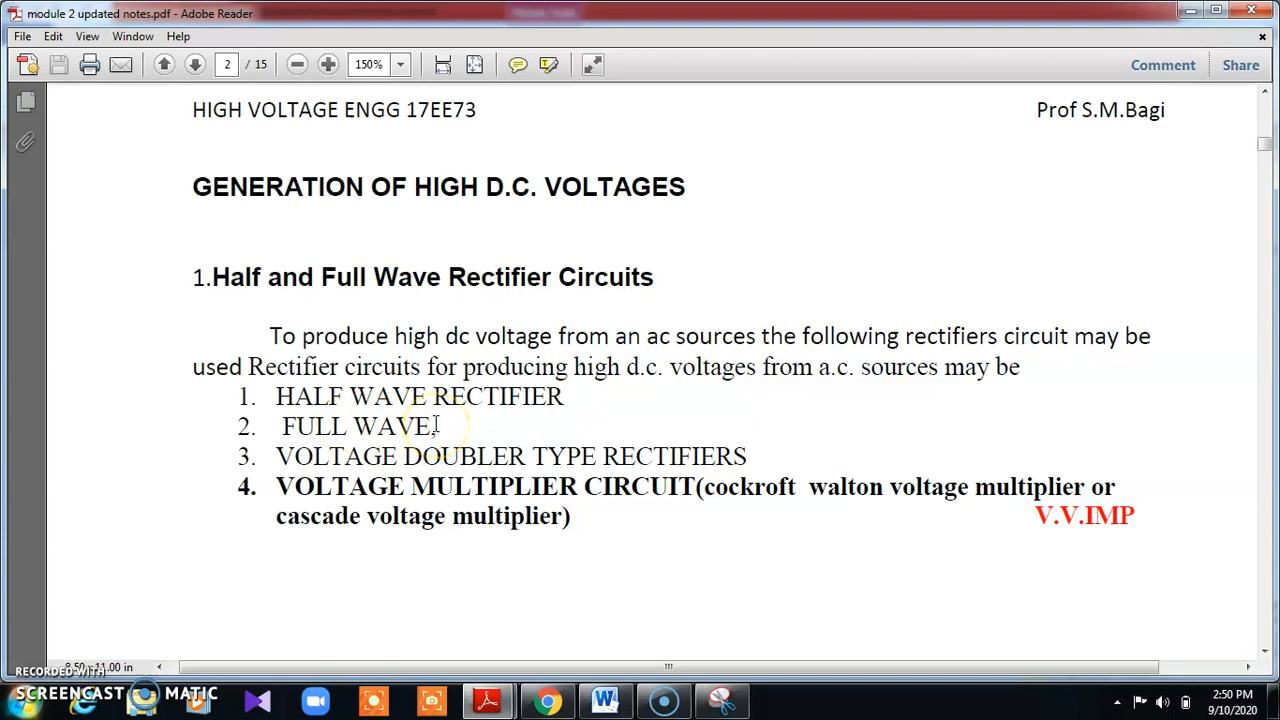 module 2 updated notes.pdf - Adobe Reader
File Edit View Window Help
2 / 15 150% Comment Share
HIGH VOLTAGE ENGG 17EE73 Prof S.M.Bagi
GENERATION OF HIGH D.C. VOLTAGES
1.Half and Full Wave Rectifier Circuits
To produce high dc voltage from an ac sources the following rectifiers circuit may be
used Rectifier circuits for producing high d.c. voltages from a.c. sources may be
1. HALF WAVE RECTIFIER
2. FULL WAVE,
3. VOLTAGE DOUBLER TYPE RECTIFIERS
4. VOLTAGE MULTIPLIER CIRCUIT(cockroft walton voltage multiplier or
cascade voltage multiplier) V.V.IMP
8.50 x 11.00 in
RECORDED WITH
SCREENCAST MATIC
2:50 PM
9/10/2020